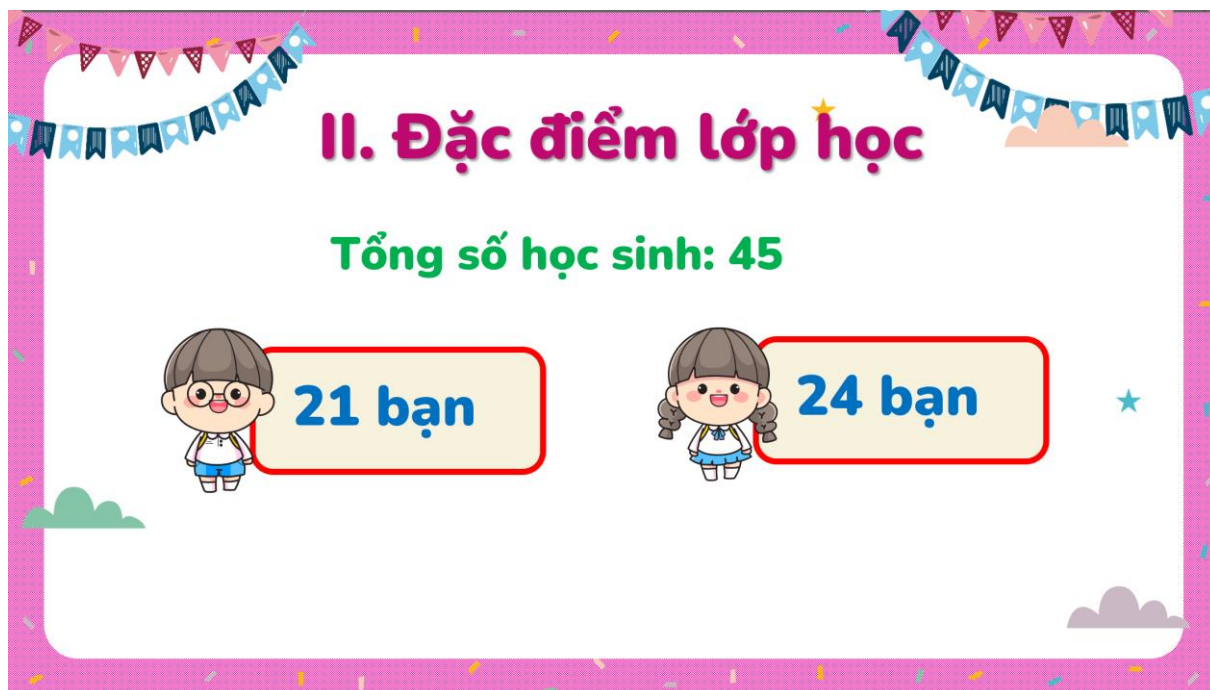 II. Đặc điểm lớp học
Tổng số học sinh: 45
21 bạn
24 bạn